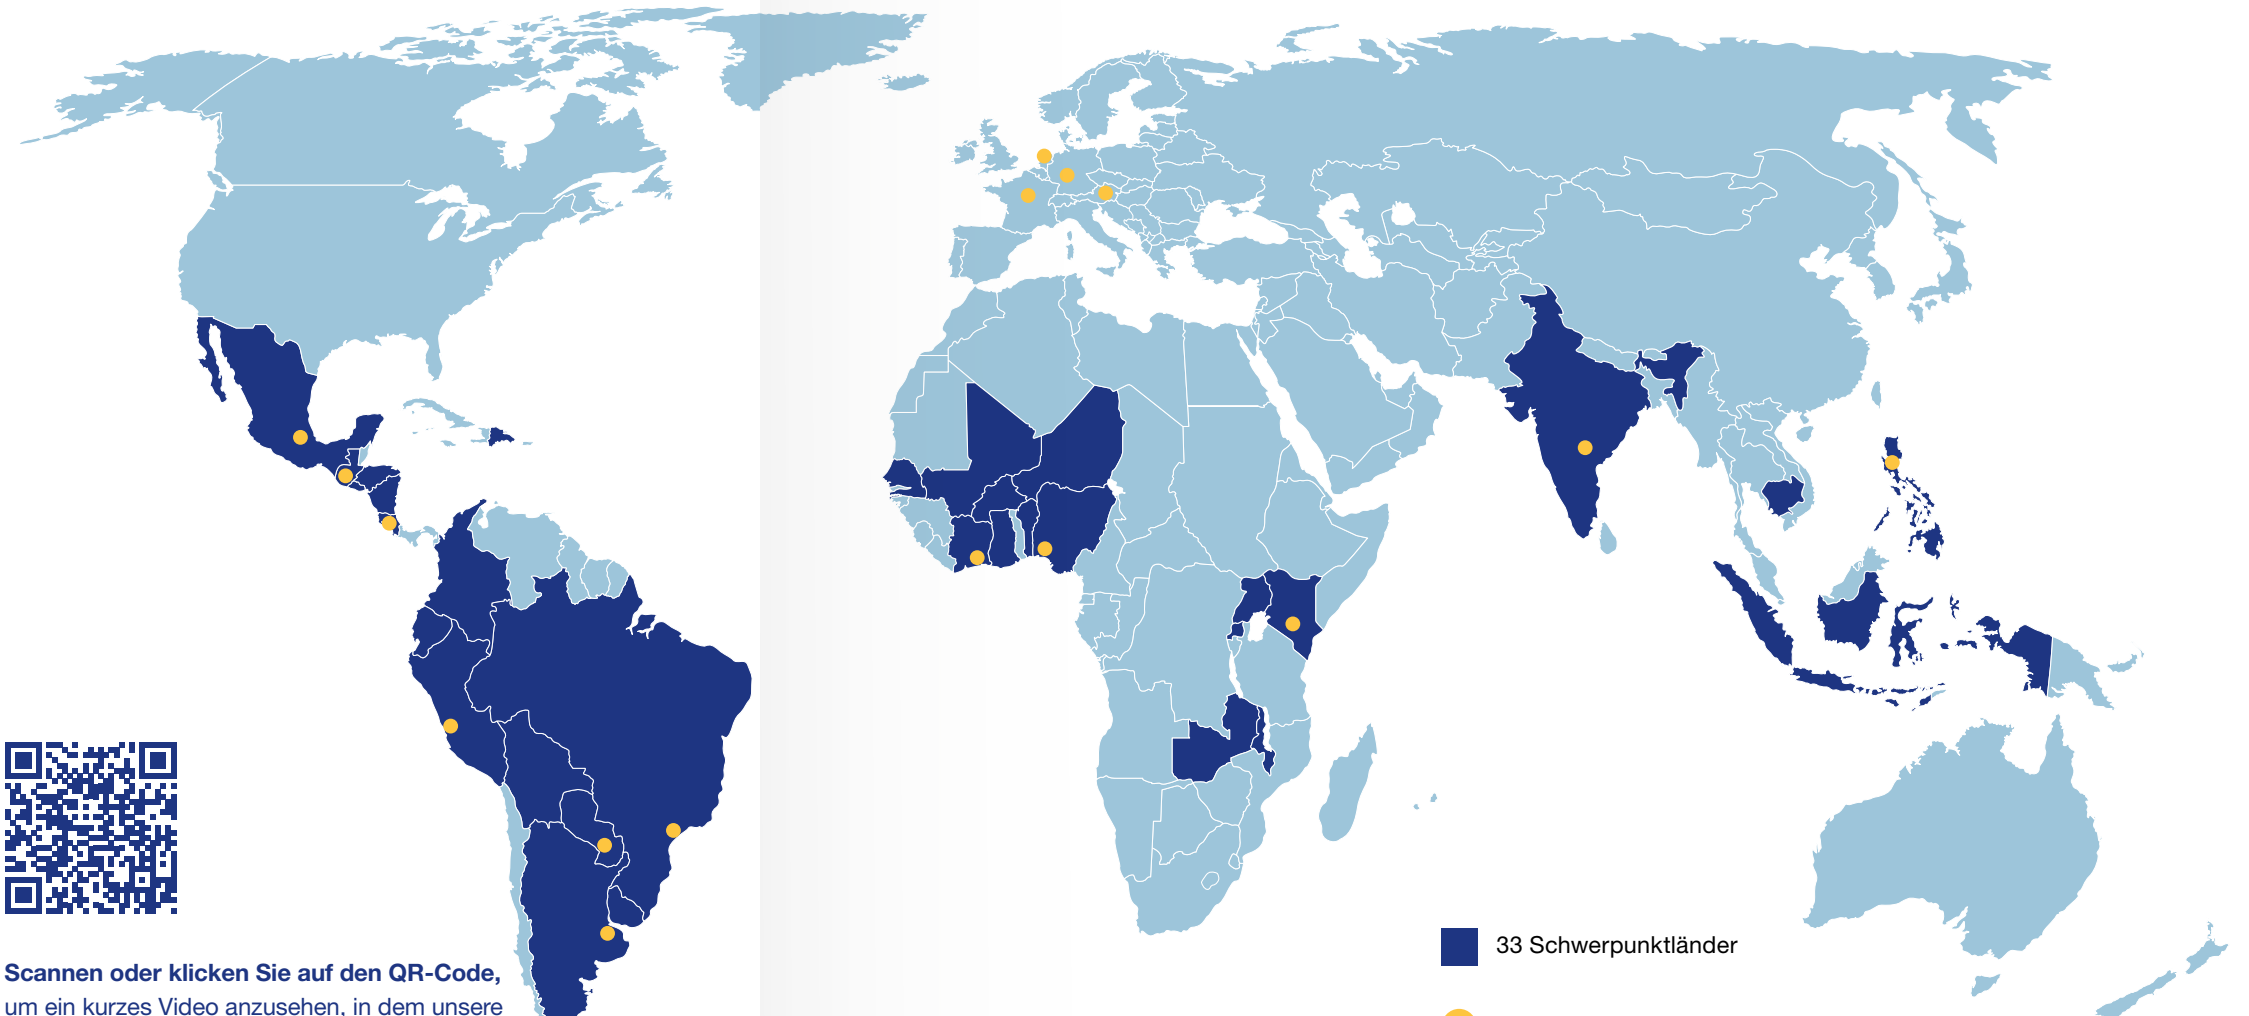 33 Schwerpunktländer
Scannen oder klicken Sie auf den QR-Code,
um ein kurzes Video anzusehen, in dem unsere